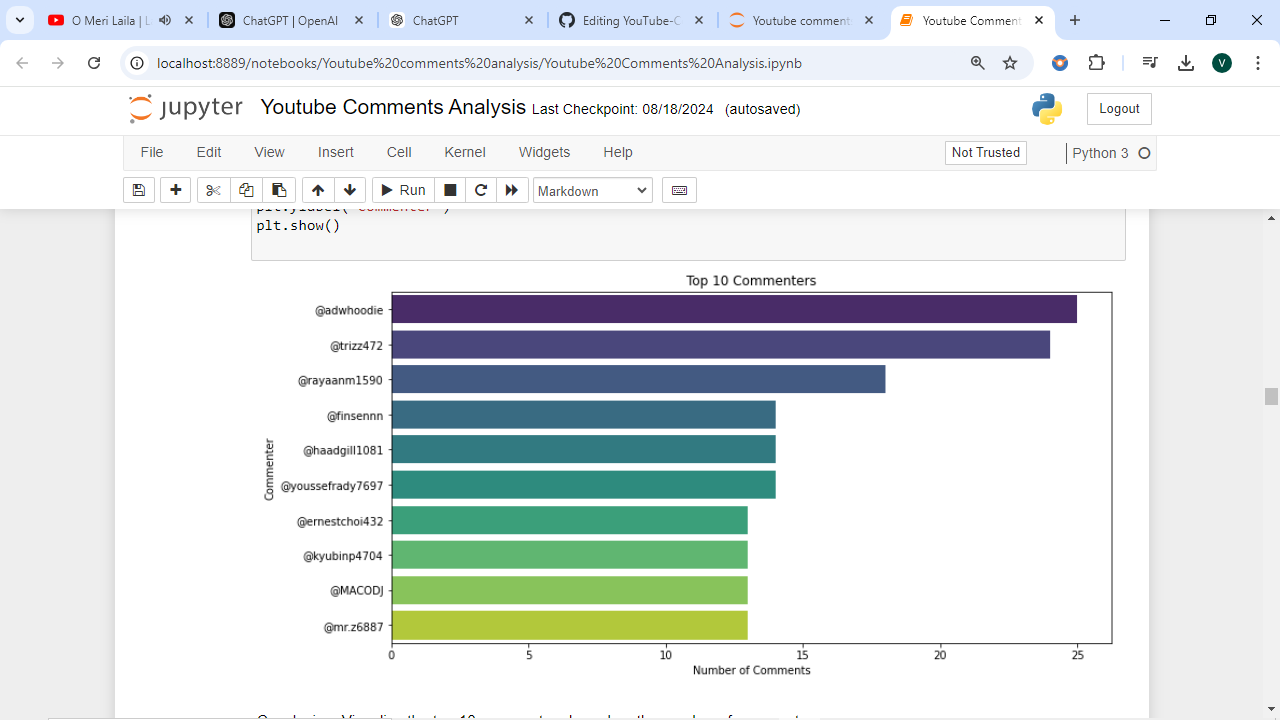 O Meri Laila | L
ChatGPT | OpenAI
ChatGPT
Editing YouTube-C
Youtube comment
Youtube Comment
localhost:8889/notebooks/Youtube%20comments%20analysis/Youtube%20Comments%20Analysis.ipynb
V
jupyter Youtube Comments Analysis Last Checkpoint: 08/18/2024 (autosaved)
Logout
File Edit View Insert Cell Kernel Widgets Help
Not Trusted
Python 3
Run
Markdown
plt.ylabel('Commenter')
plt.show()
Top 10 Commenters
@adwhoodie
@trizz472
@rayaanm1590
@finsennn
@haadgill1081
@youssefrady7697
@ernestchoi432
@kyubinp4704
@MACODJ
@mr.z6887
Commenter
0 5 10 15 20 25
Number of Comments